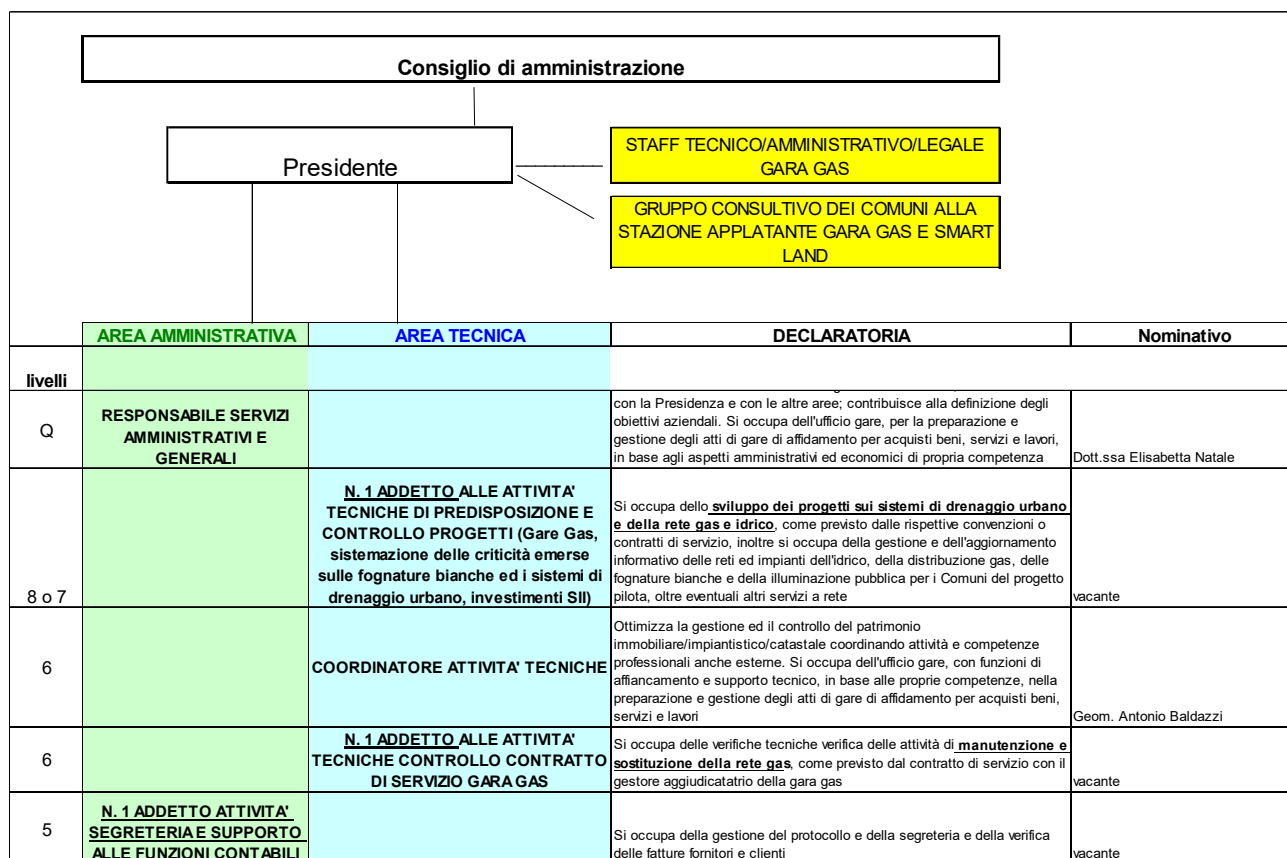 Consiglio di amministrazione
Presidente
STAFF TECNICO/AMMINISTRATIVO/LEGALE
GARA GAS
GRUPPO CONSULTIVO DEI COMUNI ALLA
STAZIONE APPLATANTE GARA GAS E SMART
LAND
AREA AMMINISTRATIVA
AREA TECNICA
DECLARATORIA
Nominativo
livelli
Q
RESPONSABILE SERVIZI
AMMINISTRATIVI E
GENERALI
con la Presidenza e con le altre aree; contribuisce alla definizione degli
obiettivi aziendali. Si occupa dell'ufficio gare, per la preparazione e
gestione degli atti di gare di affidamento per acquisti beni, servizi e lavori,
in base agli aspetti amministrativi ed economici di propria competenza
Dott.ssa Elisabetta Natale
8 o 7
N. 1 ADDETTO ALLE ATTIVITA'
TECNICHE DI PREDISPOSIZIONE E
CONTROLLO PROGETTI (Gare Gas,
sistemazione delle criticità emerse
sulle fognature bianche ed i sistemi di
drenaggio urbano, investimenti SII)
Si occupa dello sviluppo dei progetti sui sistemi di drenaggio urbano
e della rete gas e idrico, come previsto dalle rispettive convenzioni o
contratti di servizio, inoltre si occupa della gestione e dell'aggiornamento
informativo delle reti ed impianti dell'idrico, della distribuzione gas, delle
fognature bianche e della illuminazione pubblica per i Comuni del progetto
pilota, oltre eventuali altri servizi a rete
vacante
6
COORDINATORE ATTIVITA' TECNICHE
Ottimizza la gestione ed il controllo del patrimonio
immobiliare/impiantistico/catastale coordinando attività e competenze
professionali anche esterne. Si occupa dell'ufficio gare, con funzioni di
affiancamento e supporto tecnico, in base alle proprie competenze, nella
preparazione e gestione degli atti di gare di affidamento per acquisti beni,
servizi e lavori
Geom. Antonio Baldazzi
6
N. 1 ADDETTO ALLE ATTIVITA'
TECNICHE CONTROLLO CONTRATTO
DI SERVIZIO GARA GAS
Si occupa delle verifiche tecniche verifica delle attività di manutenzione e
sostituzione della rete gas, come previsto dal contratto di servizio con il
gestore aggiudicatatrio della gara gas
vacante
5
N. 1 ADDETTO ATTIVITA'
SEGRETERIA E SUPPORTO
ALLE FUNZIONI CONTABILI
Si occupa della gestione del protocollo e della segreteria e della verifica
delle fatture fornitori e clienti
vacante